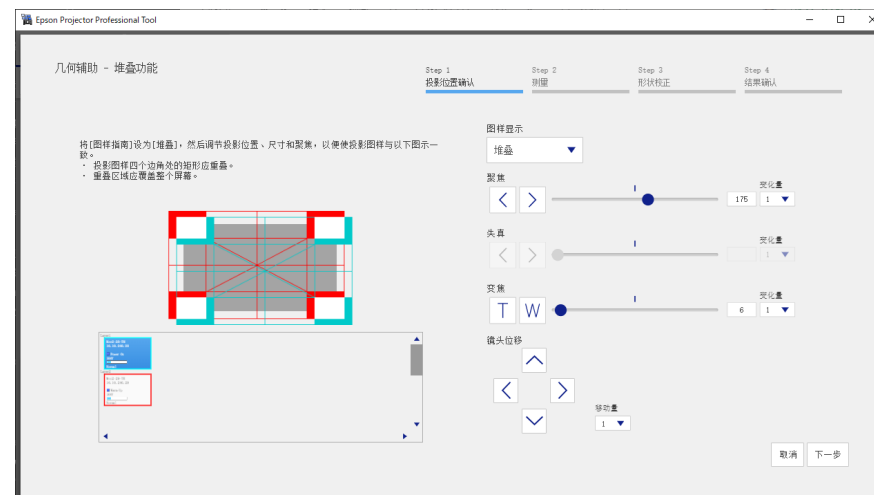 Epson Projector Professional Tool
几何辅助 - 堆叠功能
Step 1
投影位置确认
Step 2
测量
Step 3
形状校正
Step 4
结果确认
将[图样指南]设为[堆叠]，然后调节投影位置、尺寸和聚焦，以便使投影图样与以下图示一
致。
· 投影图样四个边角处的矩形应重叠。
· 重叠区域应覆盖整个屏幕。
图样显示
堆叠
聚焦
变化量
175
1
失真
变化量
1
变焦
变化量
T
W
6
1
镜头位移
移动量
1
取消
下一步